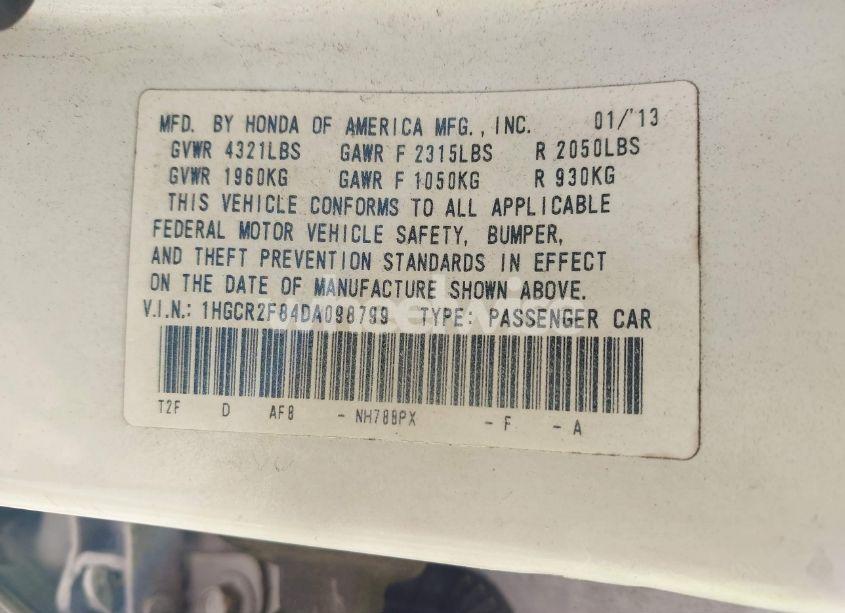 MFD. BY HONDA OF AMERICA MFG., INC. 01/'13
GVWR 4321LBS GAWR F 2315LBS R 2050LBS
GVWR 1960KG GAWR F 1050KG R 930KG
THIS VEHICLE CONFORMS TO ALL APPLICABLE
FEDERAL MOTOR VEHICLE SAFETY, BUMPER,
AND THEFT PREVENTION STANDARDS IN EFFECT
ON THE DATE OF MANUFACTURE SHOWN ABOVE.
V.I.N.: 1HGCR2F84DA098799 TYPE: PASSENGER CAR
T2F D AF8 - NH788PX - F - A